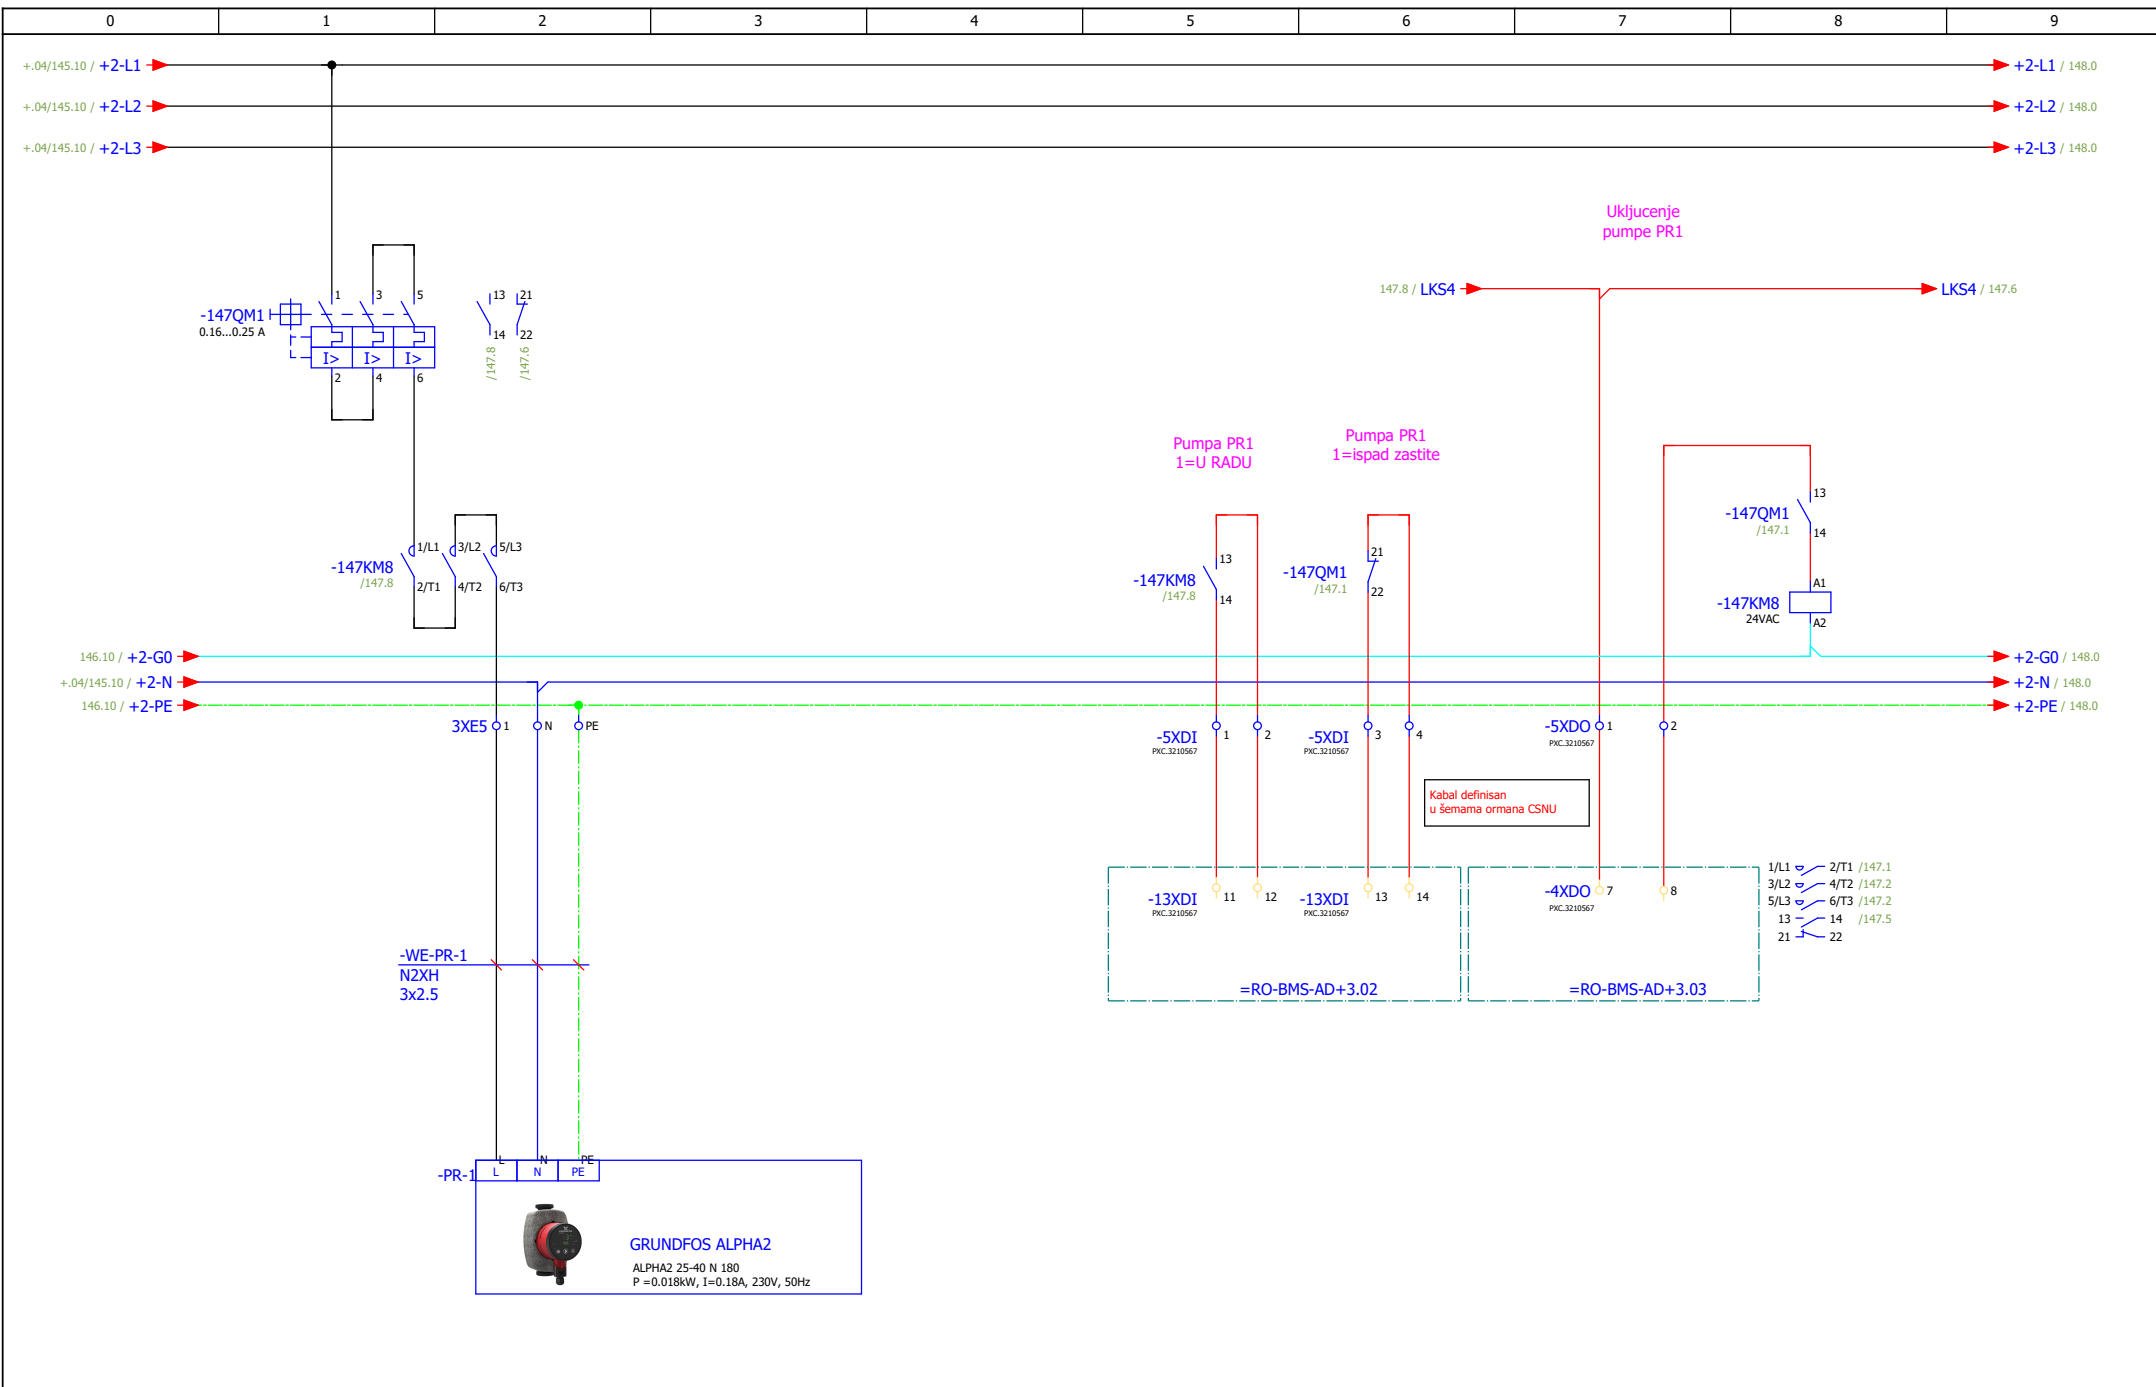 0 1 2 3 4 5 6 7 8 9
+.04/145.10 / +2-L1
+2-L1 / 148.0
+.04/145.10 / +2-L2
+2-L2 / 148.0
+.04/145.10 / +2-L3
+2-L3 / 148.0
Ukljucenje
pumpe PR1
147.8 / LKS4
LKS4 / 147.6
1 3 5 13 21
-147QM1
0.16...0.25 A
14 22
I> I> I>
/147.8 /147.6
2 4 6
Pumpa PR1
1=U RADU
Pumpa PR1
1=ispad zastite
13
-147QM1
/147.1
14
1/L1 3/L2 5/L3
-147KM8
/147.8
2/T1 4/T2 6/T3
13
-147KM8
/147.8
14
21
-147QM1
/147.1
22
A1
-147KM8
24VAC
A2
146.10 / +2-G0
+2-G0 / 148.0
+.04/145.10 / +2-N
+2-N / 148.0
146.10 / +2-PE
+2-PE / 148.0
3XE5 1 N PE
-5XDI 1 2
PXC.3210567
-5XDI 3 4
PXC.3210567
-5XDO 1 2
PXC.3210567
Kabal definisan
u šemama ormana CSNU
1/L1 2/T1 /147.1
3/L2 4/T2 /147.2
5/L3 6/T3 /147.2
13 14 /147.5
21 22
-13XDI 11 12
PXC.3210567
-13XDI 13 14
PXC.3210567
-4XDO 7 8
PXC.3210567
=RO-BMS-AD+3.02
=RO-BMS-AD+3.03
-WE-PR-1
N2XH
3x2.5
L N PE
-PR-1 L N PE
GRUNDFOS ALPHA2
ALPHA2 25-40 N 180
P =0.018kW, I=0.18A, 230V, 50Hz